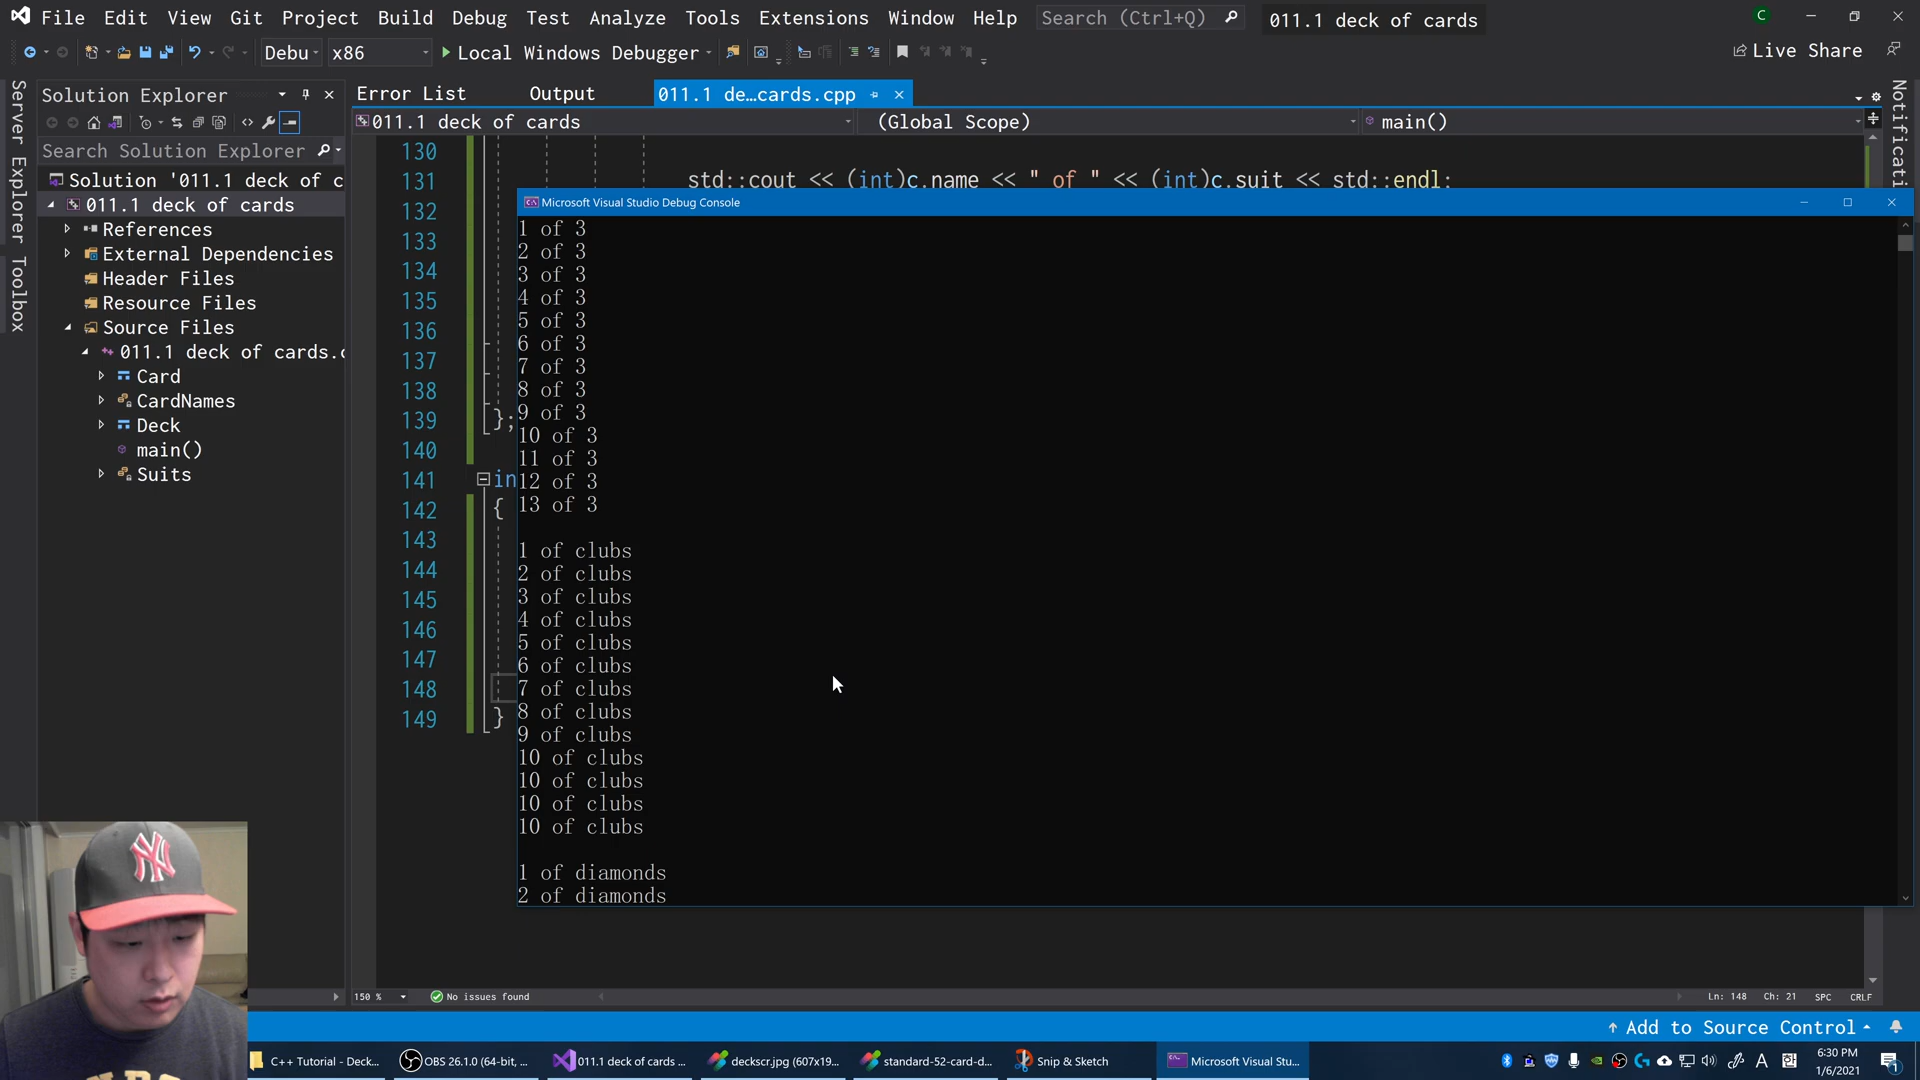 File Edit View Git Project Build Debug Test Analyze Tools Extensions Window Help Search (Ctrl+Q) 011.1 deck of cards C
Debu x86 Local Windows Debugger Live Share
Server Explorer Toolbox
Solution Explorer
Search Solution Explorer
Solution '011.1 deck of c
011.1 deck of cards
References
External Dependencies
Header Files
Resource Files
Source Files
011.1 deck of cards.c
Card
CardNames
Deck
main()
Suits
Error List Output 011.1 de...cards.cpp
011.1 deck of cards (Global Scope) main()
130
131 std::cout << (int)c.name << " of " << (int)c.suit << std::endl;
132
133
134
135
136
137
138
139 };
140
141 in
142 {
143
144
145
146
147
148
149 }
Microsoft Visual Studio Debug Console
1 of 3
2 of 3
3 of 3
4 of 3
5 of 3
6 of 3
7 of 3
8 of 3
9 of 3
10 of 3
11 of 3
12 of 3
13 of 3
1 of clubs
2 of clubs
3 of clubs
4 of clubs
5 of clubs
6 of clubs
7 of clubs
8 of clubs
9 of clubs
10 of clubs
10 of clubs
10 of clubs
10 of clubs
1 of diamonds
2 of diamonds
Notificati
NY
150 % No issues found Ln: 148 Ch: 21 SPC CRLF
Add to Source Control
C++ Tutorial - Deck... OBS 26.1.0 (64-bit, ... 011.1 deck of cards ... deckscr.jpg (607x19... standard-52-card-d... Snip & Sketch Microsoft Visual Stu... A 한 6:30 PM
1/6/2021
1